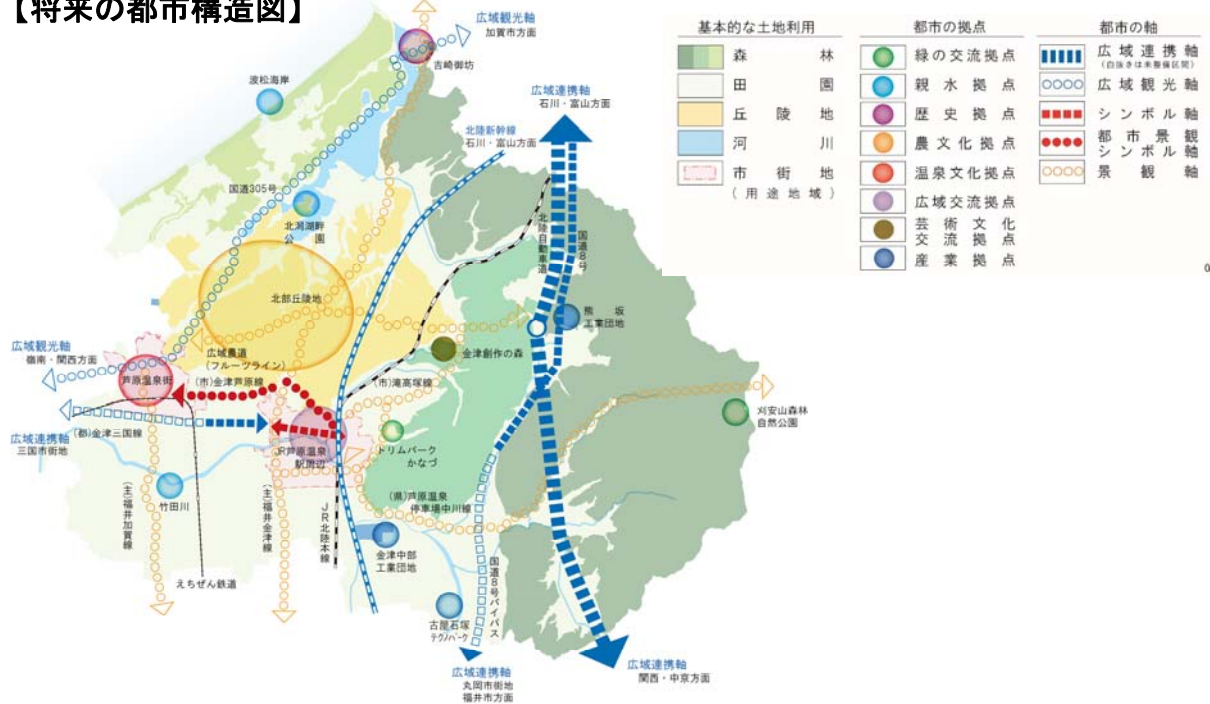 【将来の都市構造図】
広域観光軸
加賀市方面
吉崎御坊
波松海岸
広域連携軸
石川・富山方面
北陸新幹線
石川・富山方面
国道305号
北潟湖畔
公園
北陸自動車道
国道8号
北部丘陵地
熊坂
工業団地
広域観光軸
嶺南・関西方面
広域農道
(フルーツライン)
金津創作の森
芦原温泉街
(市)金津芦原線
(市)滝高塚線
刈安山森林
自然公園
広域連携軸
三国市街地
(都)金津三国線
JR芦原温泉
駅周辺
トリムパーク
かなづ
竹田川
(主)福井加賀線
(主)福井金津線
JR北陸本線
(県)芦原温泉
停車場中川線
金津中部
工業団地
えちぜん鉄道
国道8号バイパス
古屋石塚
テクノパーク
広域連携軸
丸岡市街地
福井市方面
広域連携軸
関西・中京方面
基本的な土地利用
森林
田園
丘陵地
河川
市街地
(用途地域)
都市の拠点
緑の交流拠点
親水拠点
歴史拠点
農文化拠点
温泉文化拠点
広域交流拠点
芸術文化
交流拠点
産業拠点
都市の軸
広域連携軸
(白抜きは未整備区間)
広域観光軸
シンボル軸
都市景観
シンボル軸
景観軸
0